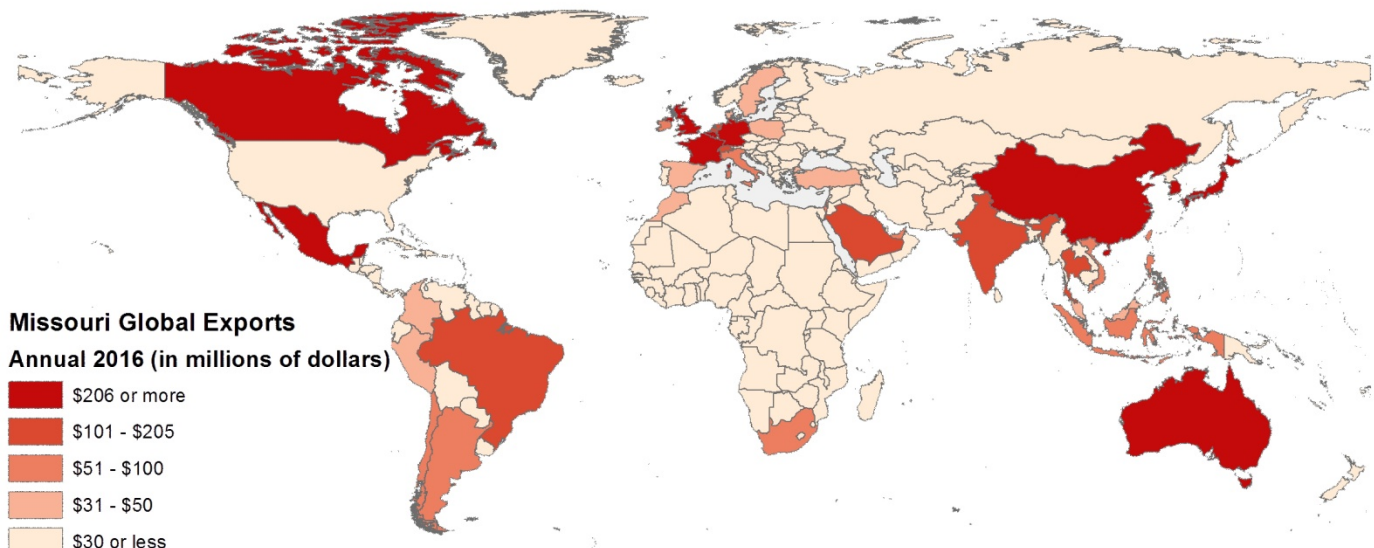 Missouri Global Exports
Annual 2016 (in millions of dollars)
$206 or more
$101 - $205
$51 - $100
$31 - $50
$30 or less